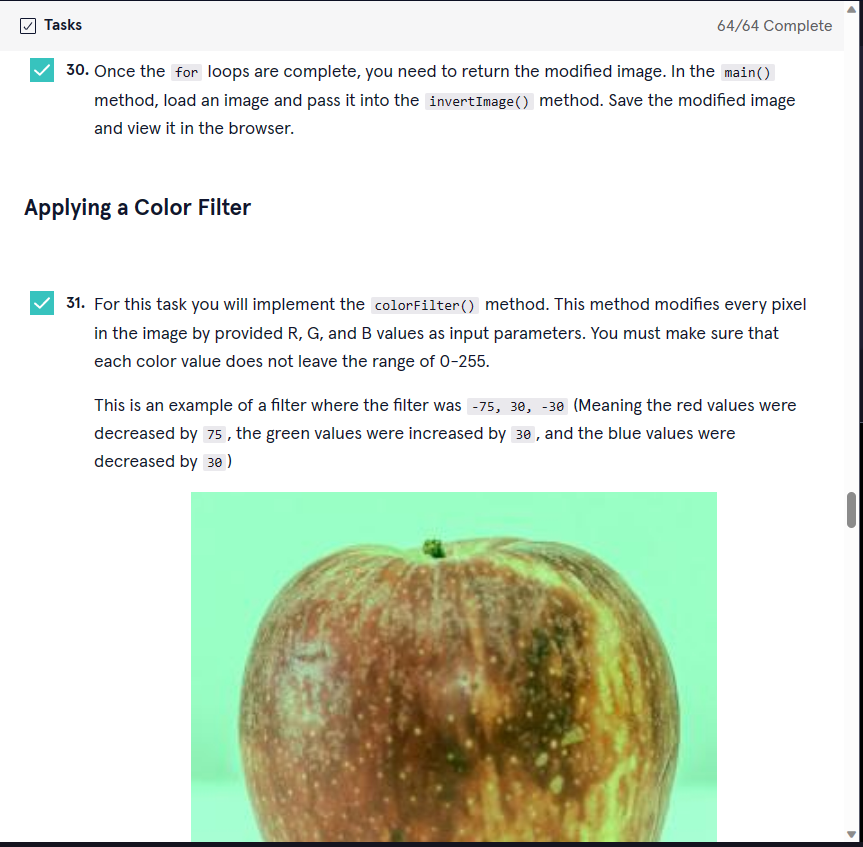 Tasks
64/64 Complete
30. Once the for loops are complete, you need to return the modified image. In the main()
method, load an image and pass it into the invertImage() method. Save the modified image
and view it in the browser.
Applying a Color Filter
31. For this task you will implement the colorFilter() method. This method modifies every pixel
in the image by provided R, G, and B values as input parameters. You must make sure that
each color value does not leave the range of 0-255.
This is an example of a filter where the filter was -75, 30, -30 (Meaning the red values were
decreased by 75, the green values were increased by 30, and the blue values were
decreased by 30)